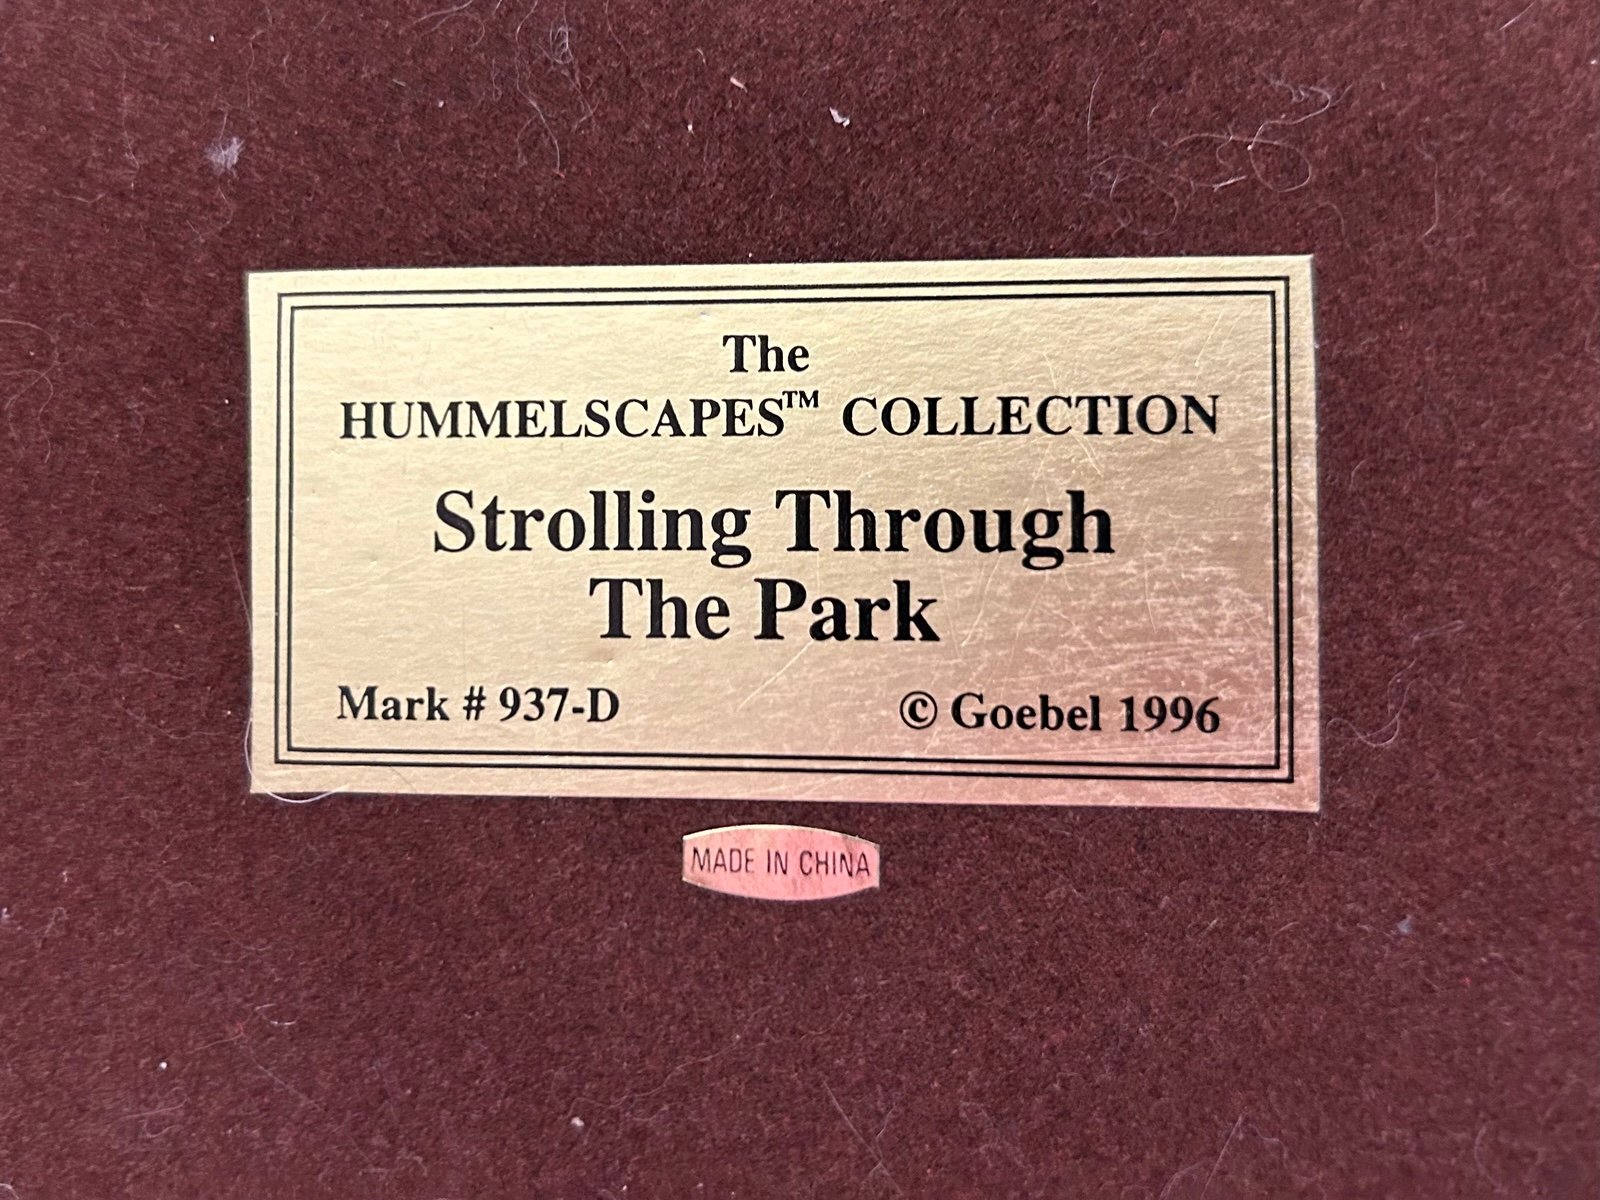 The
HUMMELSCAPES™ COLLECTION
Strolling Through
The Park
Mark # 937-D © Goebel 1996
MADE IN CHINA